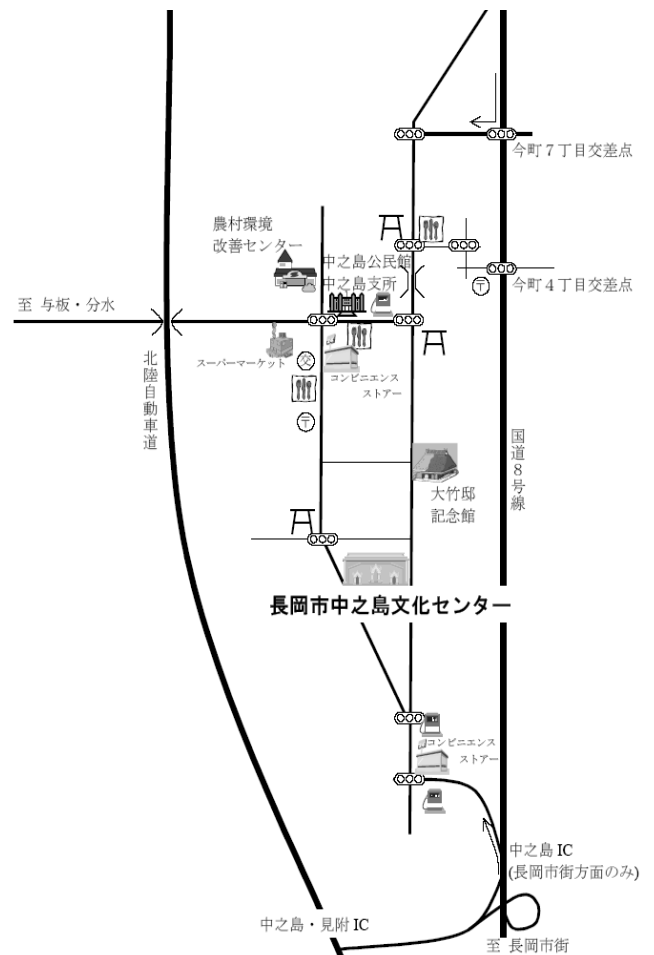 今町７丁目交差点
農村環境
改善センター
中之島公民館
中之島支所
今町４丁目交差点
〒
至 与板・分水
スーパーマーケット
交
コンビニエンス
ストアー
〒
北陸自動車道
国道８号線
大竹邸
記念館
長岡市中之島文化センター
コンビニエンス
ストアー
中之島 IC
(長岡市街方面のみ)
中之島・見附 IC
至 長岡市街